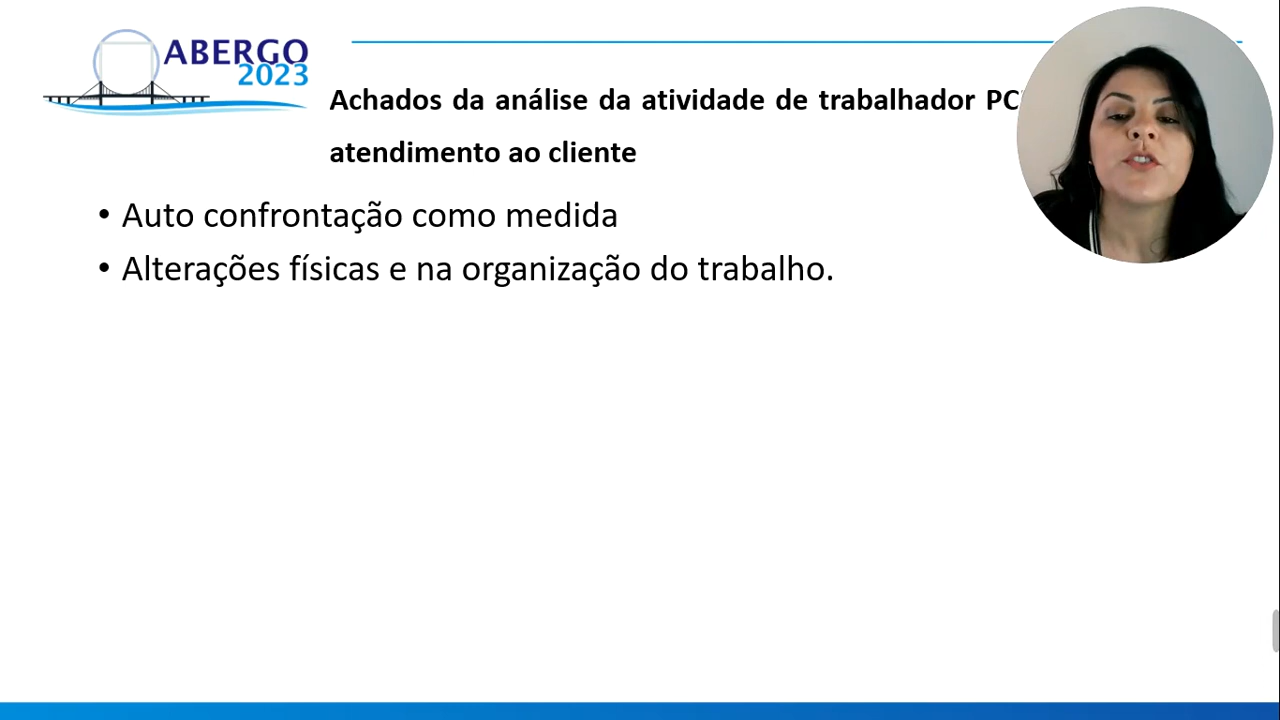 ABERGO
2023
Achados da análise da atividade de trabalhador
atendimento ao cliente
• Auto confrontação como medida
• Alterações físicas e na organização do trabalho.